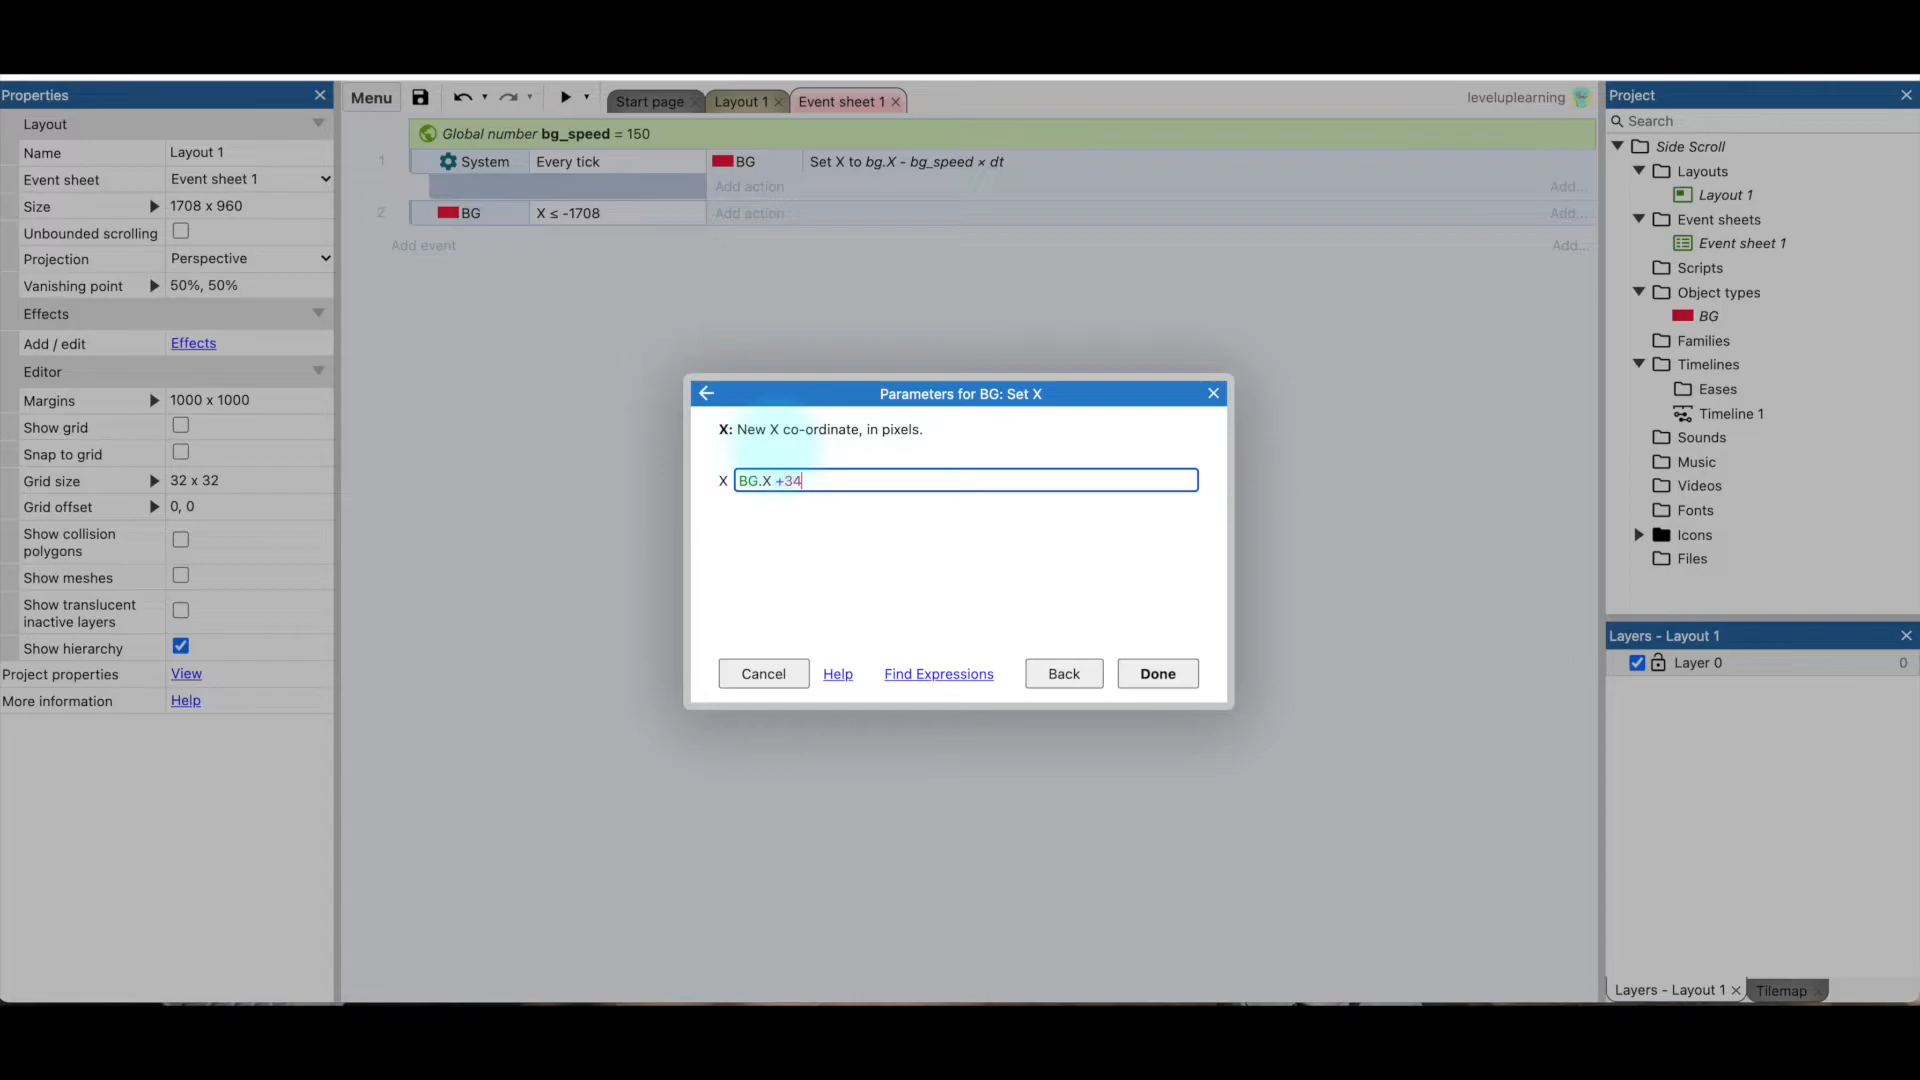 Properties
Layout
Name Layout 1
Event sheet Event sheet 1
Size 1708 x 960
Unbounded scrolling
Projection Perspective
Vanishing point 50%, 50%
Effects
Add / edit Effects
Editor
Margins 1000 x 1000
Show grid
Snap to grid
Grid size 32 x 32
Grid offset 0, 0
Show collision
polygons
Show meshes
Show translucent
inactive layers
Show hierarchy
Project properties View
More information Help
Menu
Start page
Layout 1
Event sheet 1
leveluplearning
Global number bg_speed = 150
1 System Every tick BG Set X to bg.X - bg_speed × dt
Add action Add...
2 BG X ≤ -1708 Add action Add...
Add event Add...
Parameters for BG: Set X
X: New X co-ordinate, in pixels.
X BG.X +34
Cancel Help Find Expressions Back Done
Project
Search
Side Scroll
Layouts
Layout 1
Event sheets
Event sheet 1
Scripts
Object types
BG
Families
Timelines
Eases
Timeline 1
Sounds
Music
Videos
Fonts
Icons
Files
Layers - Layout 1
Layer 0 0
Layers - Layout 1 Tilemap